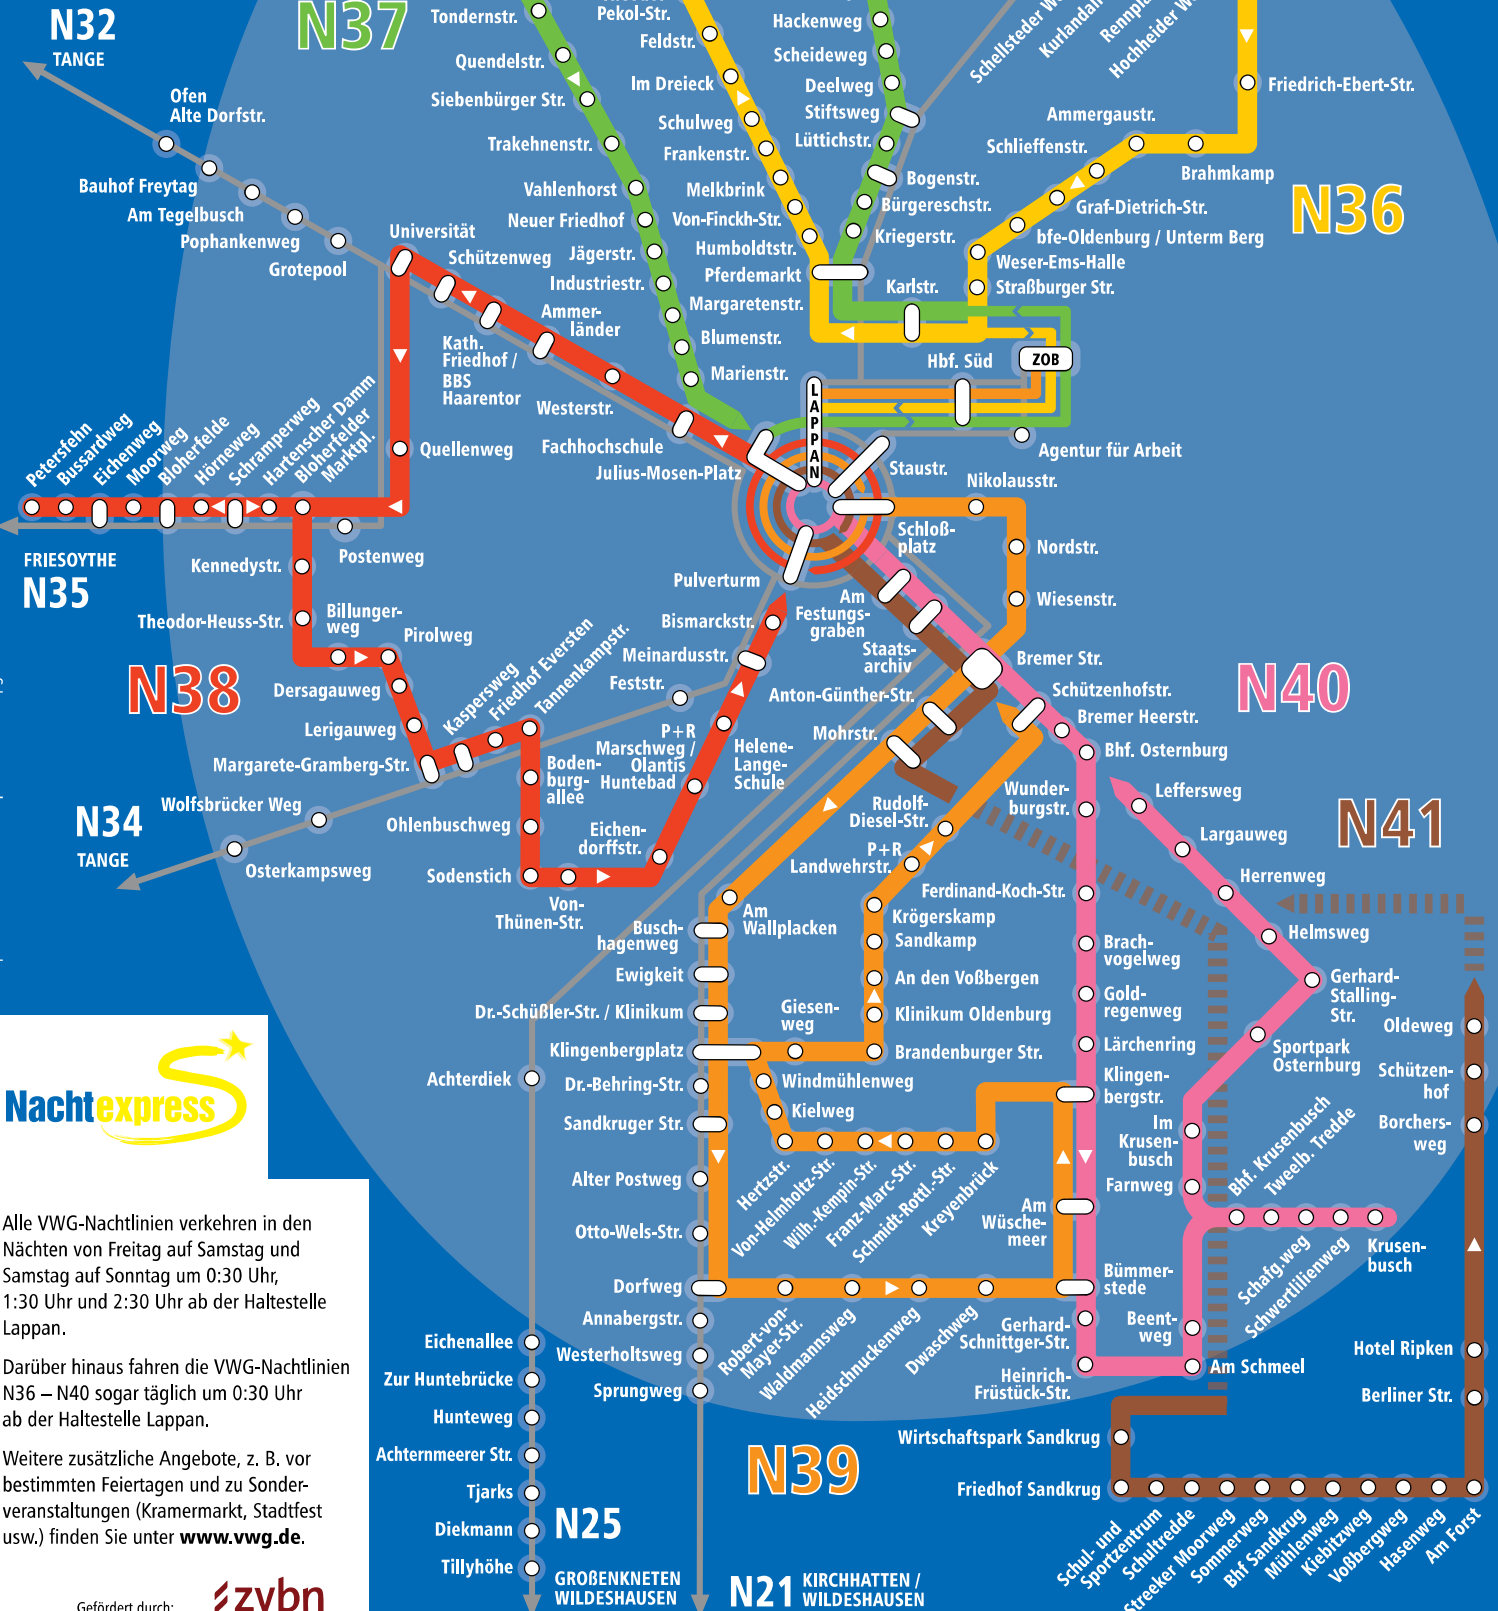 N32
TANGE
N37
Tondernstr.
Quendelstr.
Siebenbürger Str.
Trakehnenstr.
Vahlenhorst
Neuer Friedhof
Jägerstr.
Industriestr.
Margaretenstr.
Blumenstr.
Marienstr.
Pekol-Str.
Feldstr.
Im Dreieck
Schulweg
Frankenstr.
Melkbrink
Von-Finckh-Str.
Humboldtstr.
Pferdemarkt
Hackenweg
Scheideweg
Deelweg
Stiftsweg
Lüttichstr.
Bogenstr.
Bürgereschstr.
Kriegerstr.
Karlstr.
Friedrich-Ebert-Str.
Ammergaustr.
Schlieffenstr.
Brahmkamp
Graf-Dietrich-Str.
bfe-Oldenburg / Unterm Berg
Weser-Ems-Halle
Straßburger Str.
N36
ZOB
Hbf. Süd
LAPPAN
Agentur für Arbeit
Ofen
Alte Dorfstr.
Bauhof Freytag
Am Tegelbusch
Pophankenweg
Grotepool
Universität
Schützenweg
Kath.
Friedhof /
BBS
Haarentor
Ammer-
länder
Westerstr.
Fachhochschule
Julius-Mosen-Platz
Staustr.
Nikolausstr.
Schloß-
platz
Nordstr.
Wiesenstr.
Petersfehn
Bussardweg
Eichenweg
Moorweg
Bloherfelde
Hörneweg
Schramperweg
Hartenscher Damm
Bloherfelder
Marktpl.
Quellenweg
Postenweg
FRIESOYTHE
N35
Kennedystr.
Theodor-Heuss-Str.
Billunger-
weg
Pirolweg
N38
Dersagauweg
Lerigauweg
Margarete-Gramberg-Str.
Kaspersweg
Friedhof Eversten
Tannenkampstr.
Pulverturm
Bismarckstr.
Meinardusstr.
Feststr.
P+R
Marschweg /
Olantis
Huntebad
Helene-
Lange-
Schule
Boden-
burg-
allee
Ohlenbuschweg
Sodenstich
Von-
Thünen-Str.
Eichen-
dorffstr.
N34
TANGE
Wolfsbrücker Weg
Osterkampsweg
Am
Festungs-
graben
Staats-
archiv
Bremer Str.
Anton-Günther-Str.
Mohrstr.
Schützenhofstr.
Bremer Heerstr.
Bhf. Osternburg
N40
Wunder-
burgstr.
Rudolf-
Diesel-Str.
P+R
Landwehrstr.
Ferdinand-Koch-Str.
Krögerskamp
Sandkamp
An den Voßbergen
Klinikum Oldenburg
Brandenburger Str.
Giesen-
weg
Windmühlenweg
Kielweg
Leffersweg
Largauweg
Herrenweg
Helmsweg
Gerhard-
Stalling-
Str.
Sportpark
Osternburg
N41
Am
Wallplacken
Busch-
hagenweg
Ewigkeit
Dr.-Schüßler-Str. / Klinikum
Klingenbergplatz
Dr.-Behring-Str.
Sandkruger Str.
Alter Postweg
Otto-Wels-Str.
Dorfweg
Annabergstr.
Westerholtsweg
Sprungweg
Achterdiek
Brach-
vogelweg
Gold-
regenweg
Lärchenring
Klingen-
bergstr.
Am
Wüsche-
meer
Bümmer-
stede
Gerhard-
Schnittger-Str.
Heinrich-
Früstück-Str.
Hertzstr.
Von-Helmholtz-Str.
Wilh.-Kempin-Str.
Franz-Marc-Str.
Schmidt-Rottl.-Str.
Kreyenbrück
Robert-von-
Mayer-Str.
Waldmannsweg
Heidschnuckenweg
Dwaschweg
Im
Krusen-
busch
Farnweg
Bhf. Krusenbusch
Tweelb. Tredde
Schafg.weg
Schwertlilienweg
Krusen-
busch
Beent-
weg
Am Schmeel
Oldeweg
Schützen-
hof
Borchers-
weg
Hotel Ripken
Berliner Str.
Wirtschaftspark Sandkrug
Friedhof Sandkrug
Schul- und
Sportzentrum
Schultredde
Streeker Moorweg
Sommerweg
Bhf Sandkrug
Mühlenweg
Kiebitzweg
Voßbergweg
Hasenweg
Am Forst
Eichenallee
Zur Huntebrücke
Hunteweg
Achternmeerer Str.
Tjarks
Diekmann
Tillyhöhe
N25
GROßENKNETEN
WILDESHAUSEN
N39
N21
KIRCHHATTEN /
WILDESHAUSEN
Nachtexpress
Alle VWG-Nachtlinien verkehren in den
Nächten von Freitag auf Samstag und
Samstag auf Sonntag um 0:30 Uhr,
1:30 Uhr und 2:30 Uhr ab der Haltestelle
Lappan.
Darüber hinaus fahren die VWG-Nachtlinien
N36 – N40 sogar täglich um 0:30 Uhr
ab der Haltestelle Lappan.
Weitere zusätzliche Angebote, z. B. vor
bestimmten Feiertagen und zu Sonder-
veranstaltungen (Kramermarkt, Stadtfest
usw.) finden Sie unter www.vwg.de.
Gefördert durch:
zvbn